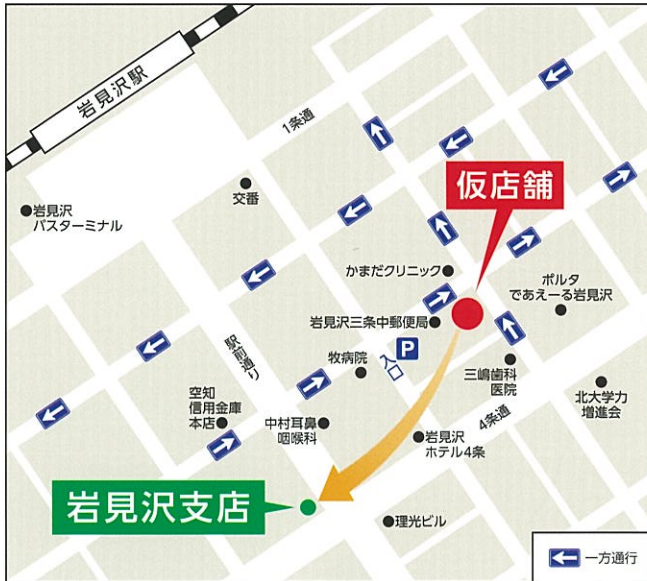 岩見沢駅
1条通
仮店舗
交番
岩見沢
バスターミナル
かまだクリニック
ポルタ
であえーる岩見沢
岩見沢三条中郵便局
P
入口
駅前通り
牧病院
三嶋歯科
医院
北大学力
増進会
空知
信用金庫
本店
中村耳鼻
咽喉科
4条通
岩見沢
ホテル4条
岩見沢支店
理光ビル
一方通行